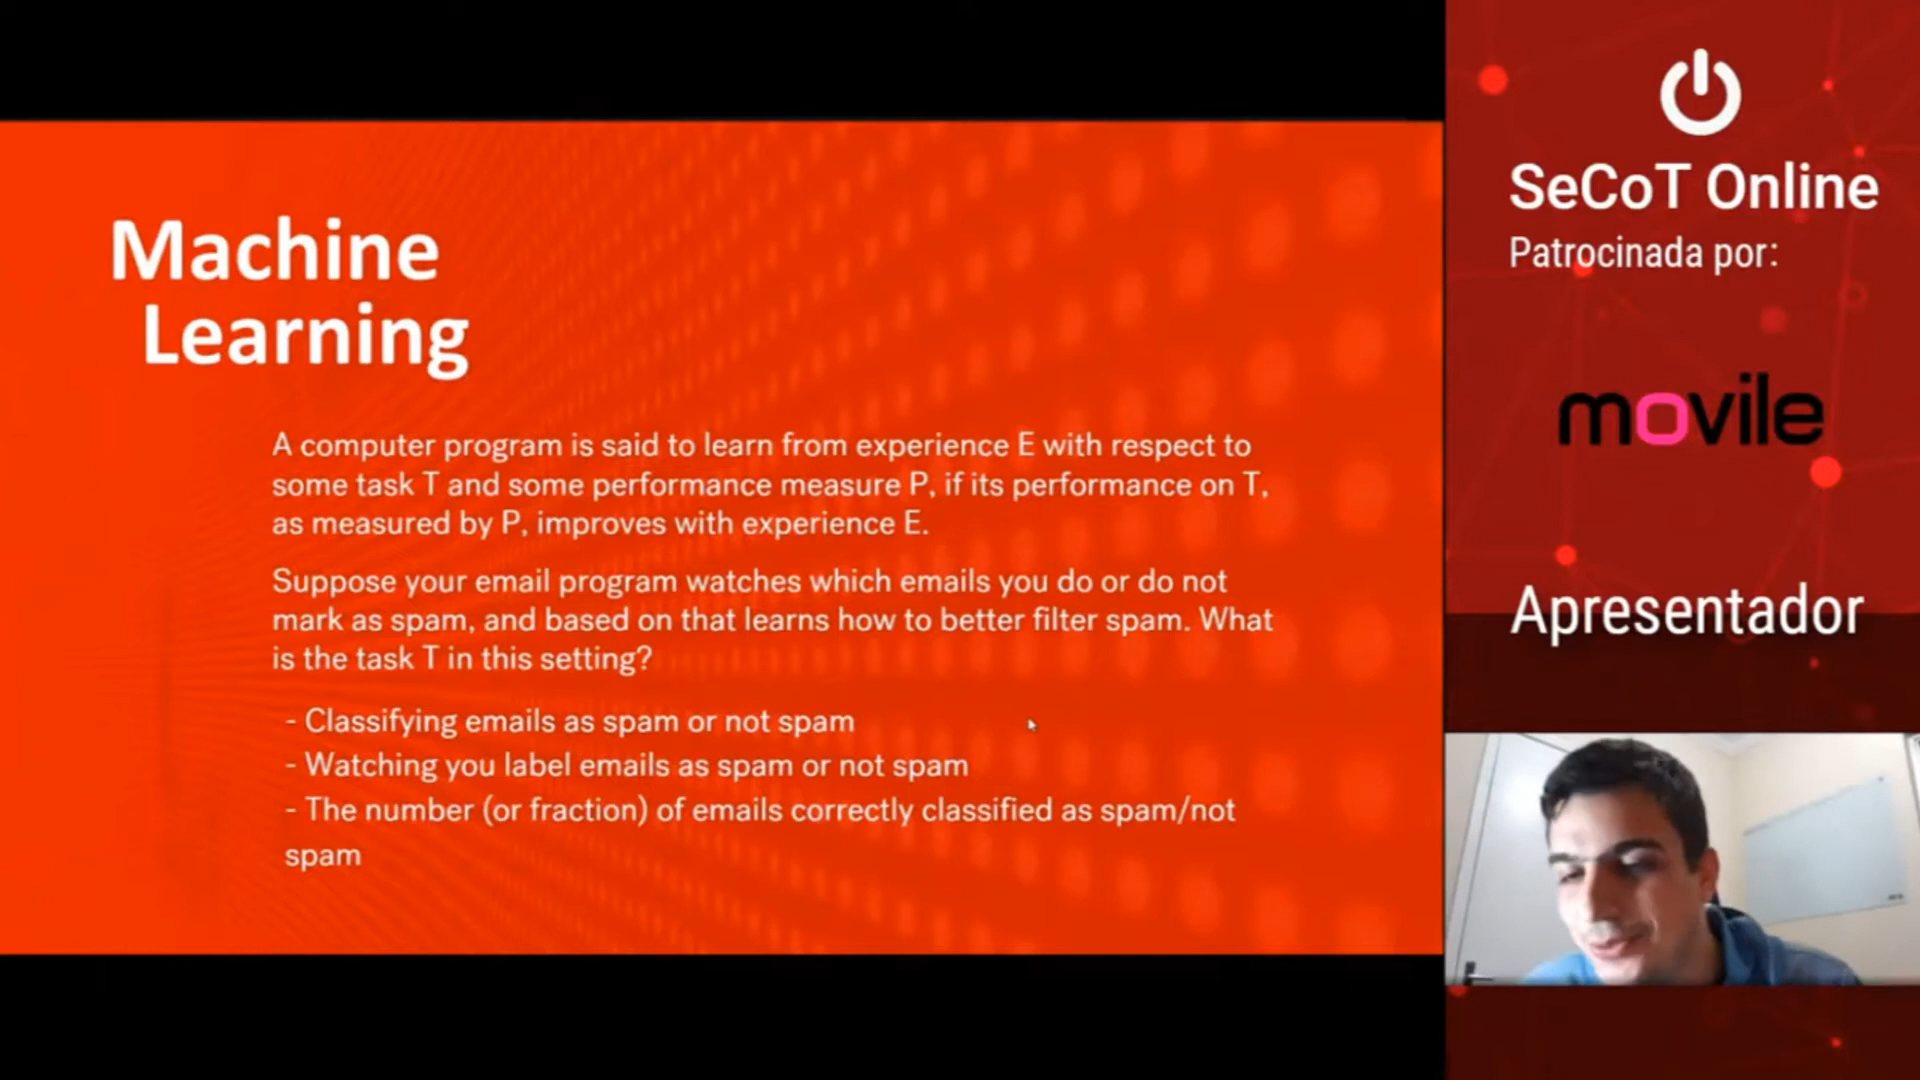 Machine
Learning
A computer program is said to learn from experience E with respect to
some task T and some performance measure P, if its performance on T,
as measured by P, improves with experience E.
Suppose your email program watches which emails you do or do not
mark as spam, and based on that learns how to better filter spam. What
is the task T in this setting?
- Classifying emails as spam or not spam
- Watching you label emails as spam or not spam
- The number (or fraction) of emails correctly classified as spam/not
spam
SeCoT Online
Patrocinada por:
movile
Apresentador